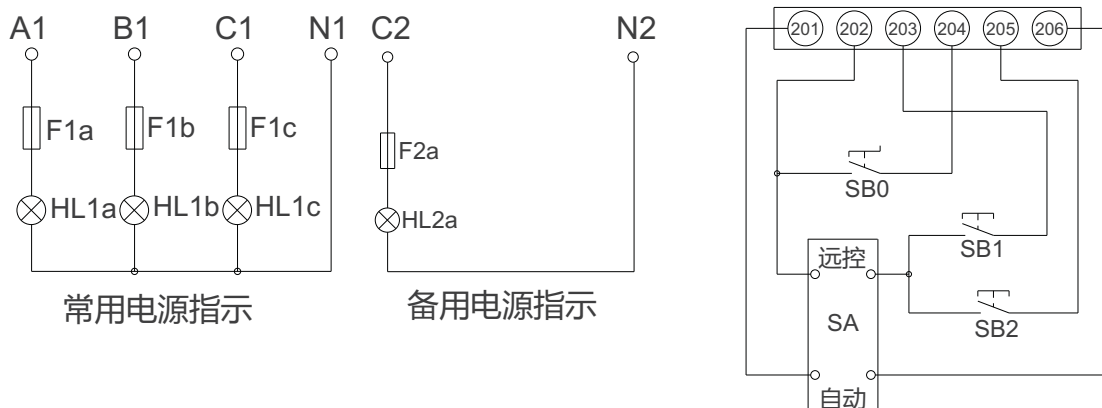 A1 B1 C1 N1 C2 N2
F1a F1b F1c F2a
HL1a HL1b HL1c HL2a
常用电源指示 备用电源指示
201 202 203 204 205 206
SB0
SB1
远控
SA
SB2
自动